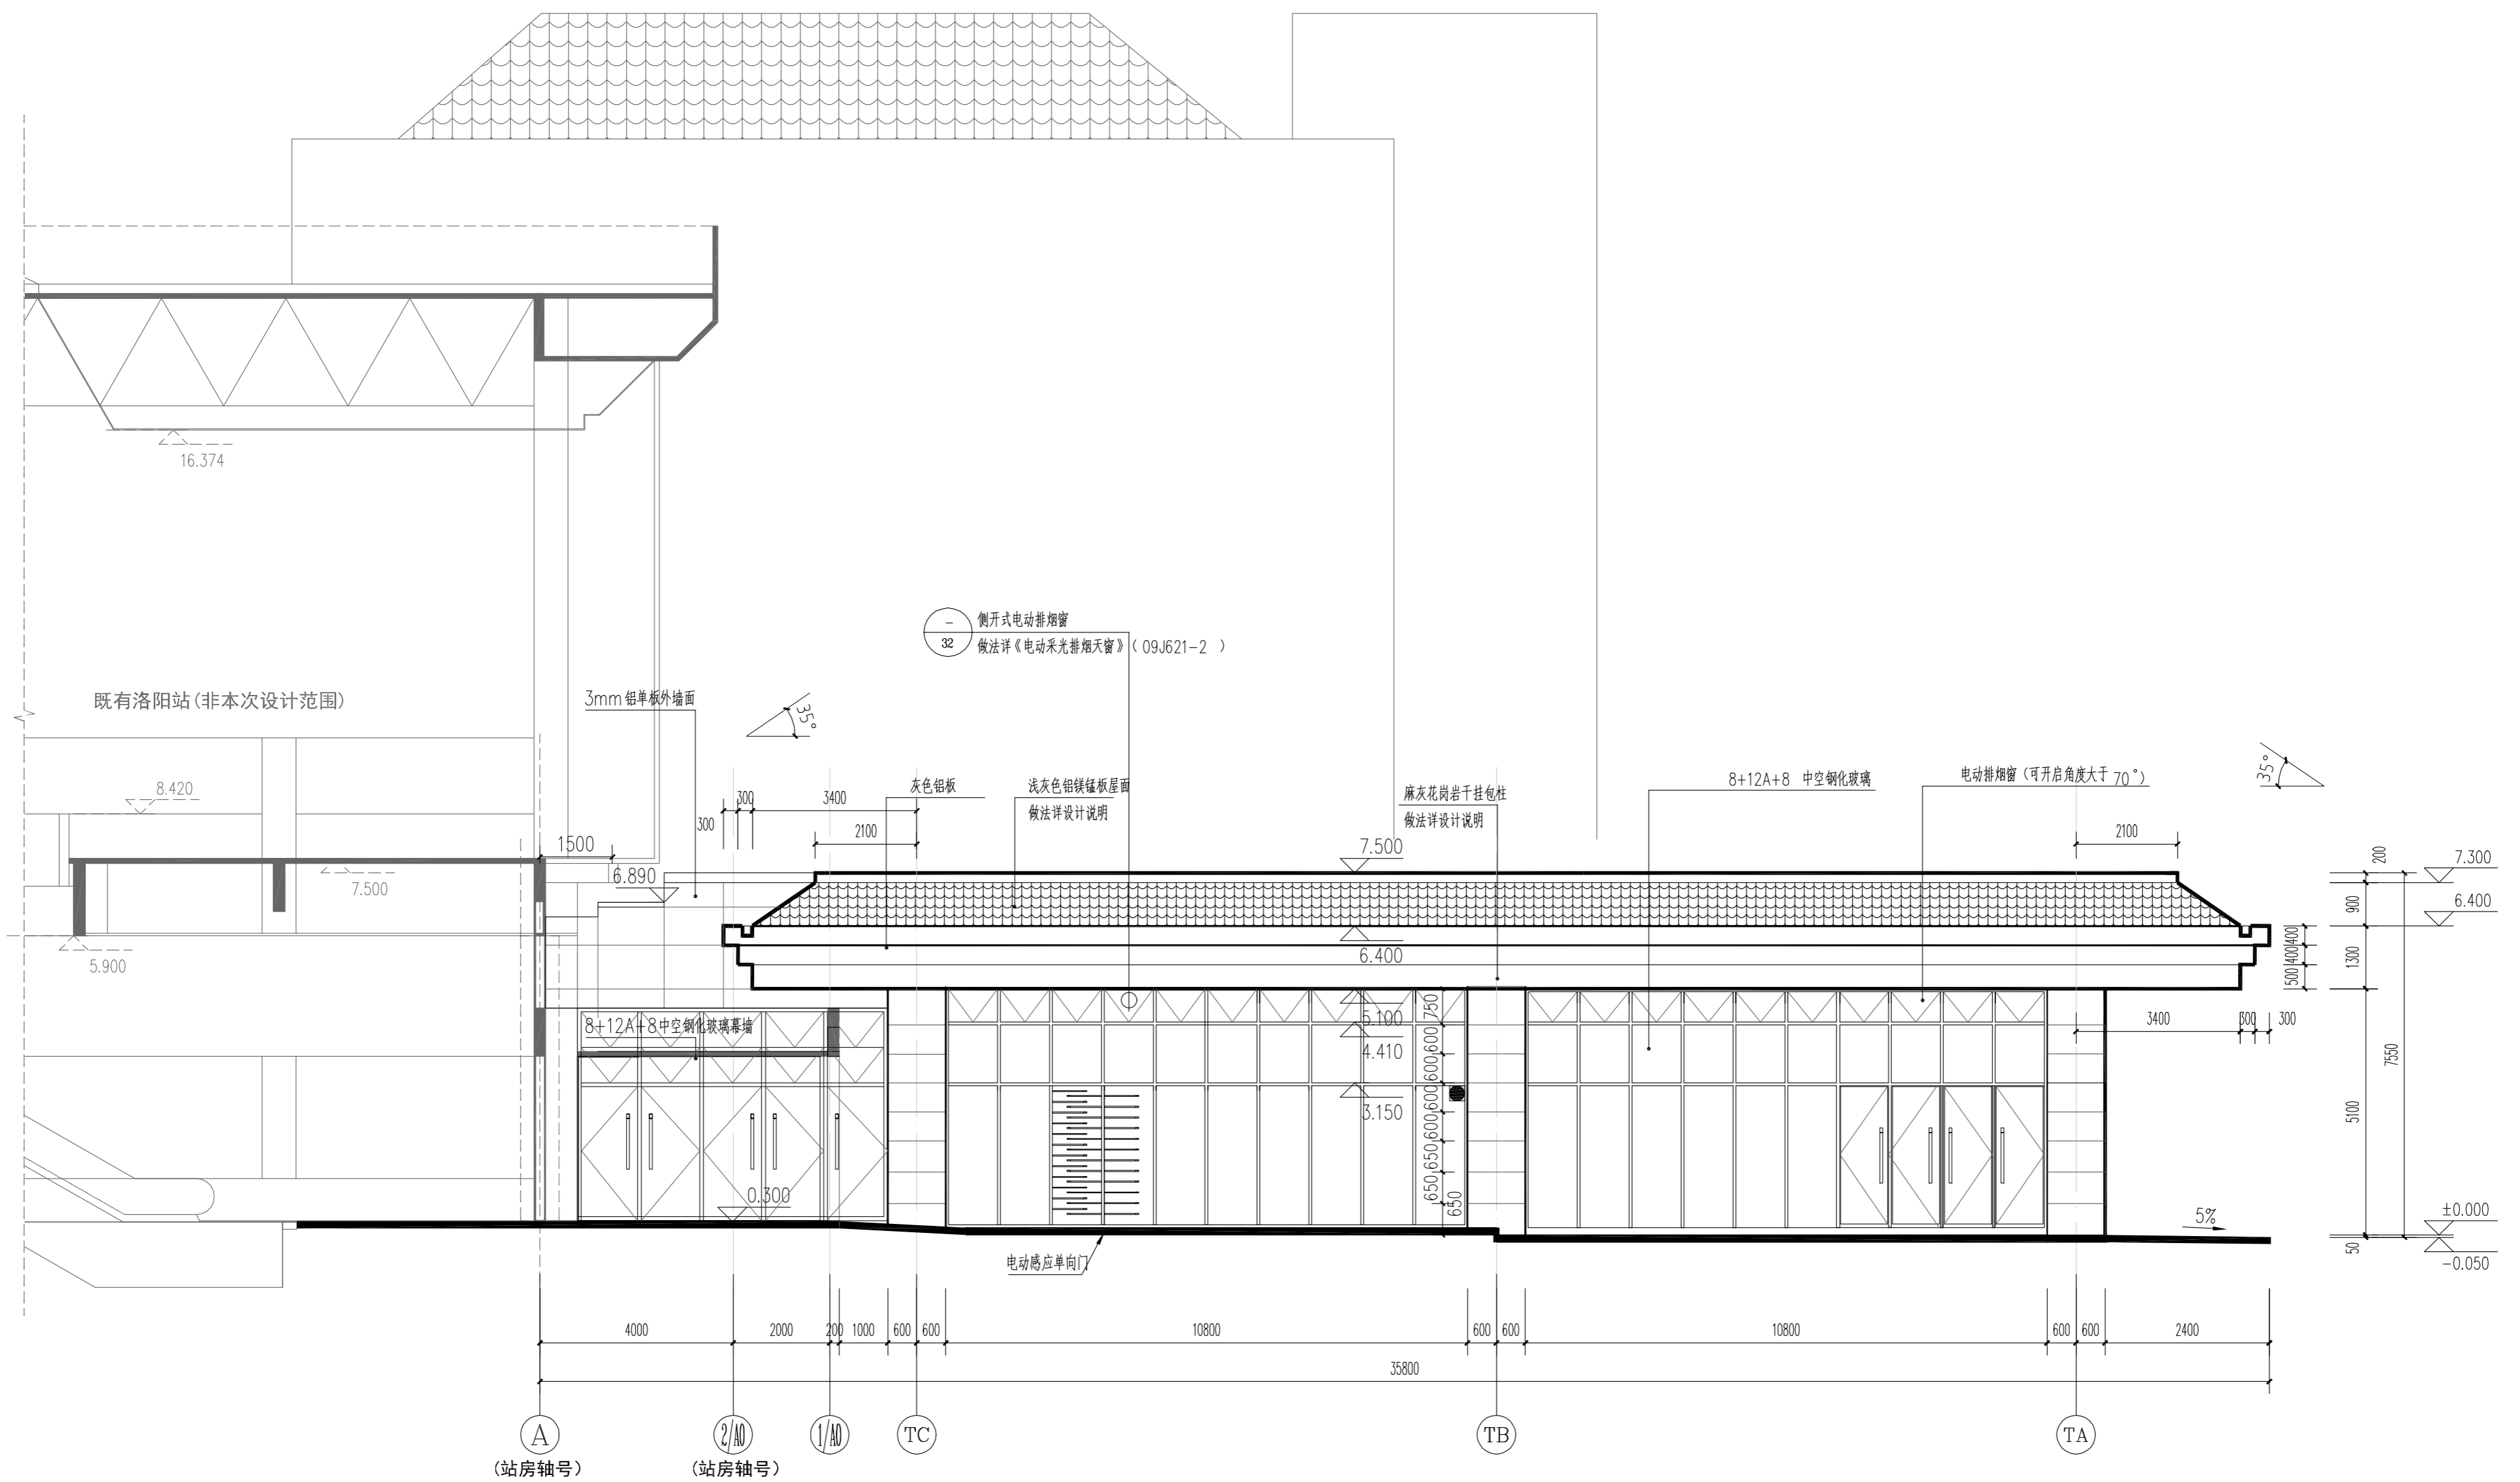 16.374
–
32
侧开式电动排烟窗
做法详《电动采光排烟天窗》（09J621-2 ）
既有洛阳站(非本次设计范围)
3mm 铝单板外墙面
35°
8.420
灰色铝板
浅灰色铝镁锰板屋面
做法详设计说明
麻灰花岗岩干挂包柱
做法详设计说明
8+12A+8 中空钢化玻璃
电动排烟窗（可开启角度大于 70°）
35°
300
3400
300
2100
2100
1500
7.500
200
7.300
6.890
7.500
900
6.400
5.900
6.400
400
400
500
1300
750
5.100
600
4.410
600
600
3.150
600
650
650
650
8+12A+8 中空钢化玻璃幕墙
3400
300
300
7550
5100
0.300
5%
±0.000
50
-0.050
电动感应单向门
4000
2000
200
1000
600
600
10800
600
600
10800
600
600
2400
35800
A
2/A0
1/A0
TC
TB
TA
(站房轴号)
(站房轴号)